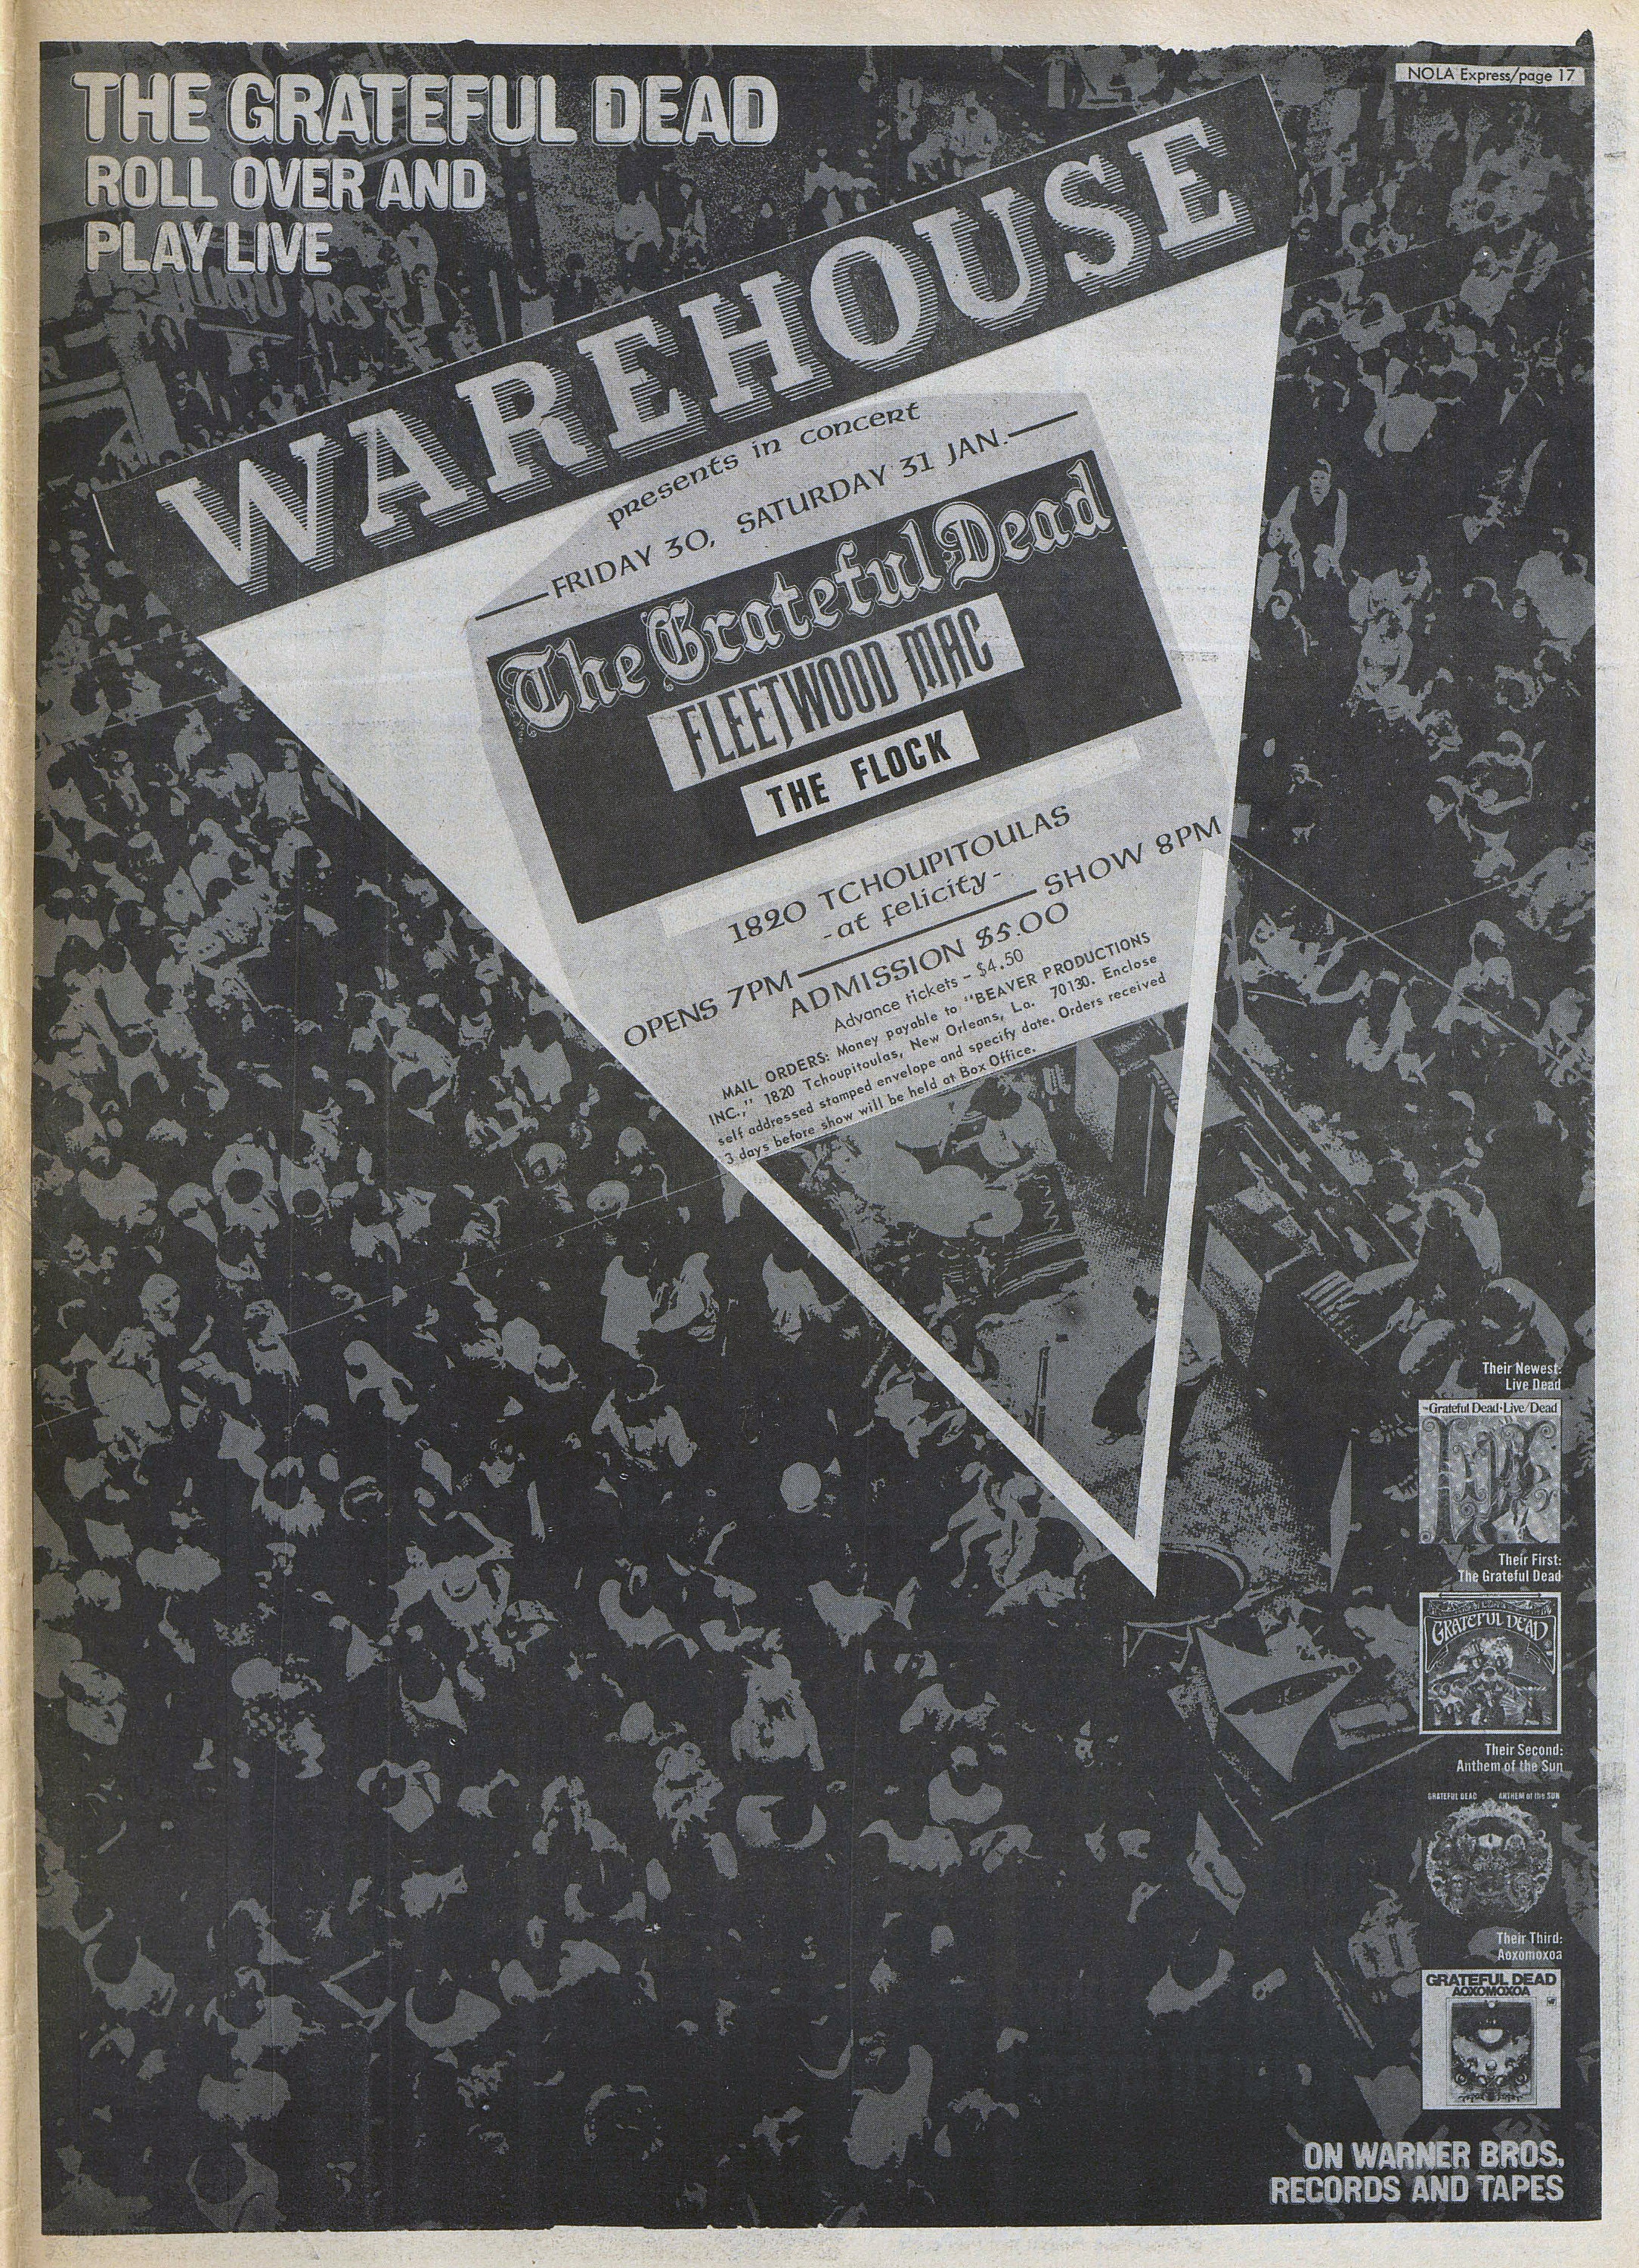 NOLA Express/page 17
THE GRATEFUL DEAD
ROLL OVER AND
PLAY LIVE
LIQUORS
WAREHOUSE
presents in concert
FRIDAY 30, SATURDAY 31 JAN.
The Grateful Dead
FLEETWOOD MAC
THE FLOCK
1820 TCHOUPITOULAS
-at felicity-
OPENS 7PM SHOW 8PM
ADMISSION $5.00
Advance tickets - $4.50
MAIL ORDERS: Money payable to "BEAVER PRODUCTIONS
INC.," 1820 Tchoupitoulas, New Orleans, La. 70130. Enclose
self addressed stamped envelope and specify date. Orders received
3 days before show will be held at Box Office.
Their Newest:
Live Dead
Grateful Dead·Live/Dead
Their First:
The Grateful Dead
GRATEFUL DEAD
Their Second:
Anthem of the Sun
GRATEFUL DEAD ANTHEM of the SUN
Their Third:
Aoxomoxoa
GRATEFUL DEAD
AOXOMOXOA
ON WARNER BROS.
RECORDS AND TAPES